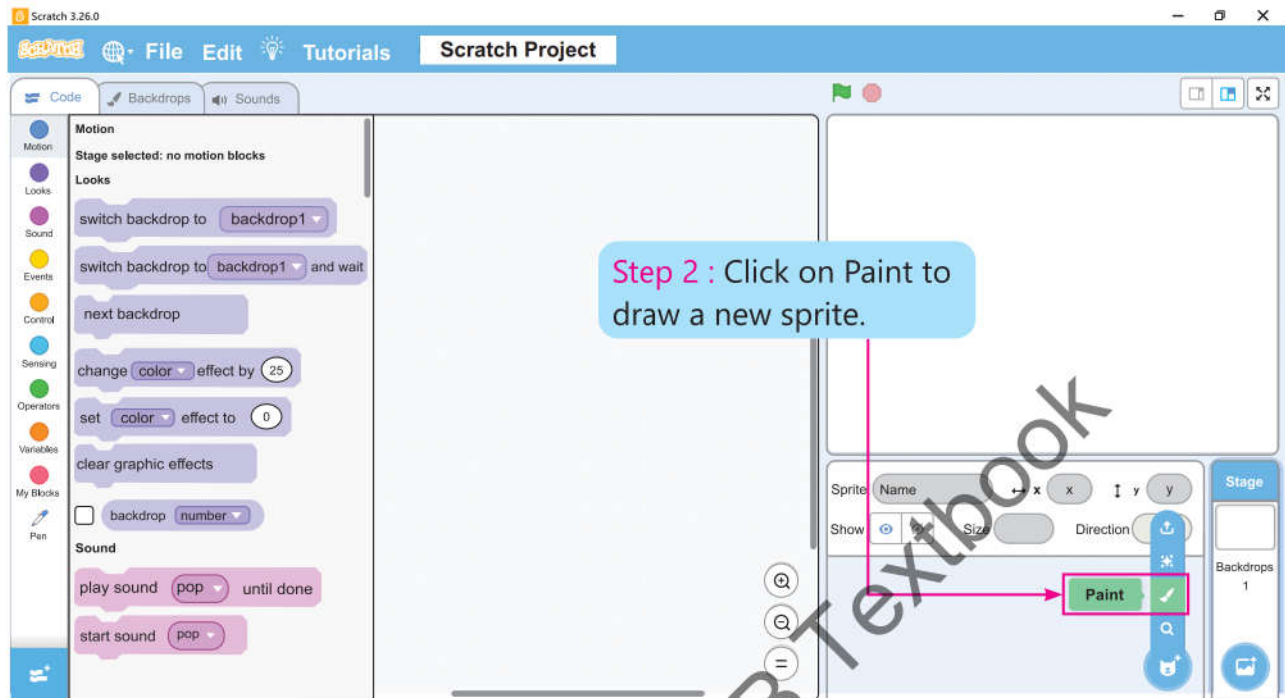 Scratch 3.26.0
SCRATCH File Edit Tutorials Scratch Project
Code Backdrops Sounds
Motion
Looks
Sound
Events
Control
Sensing
Operators
Variables
My Blocks
Pen
Motion
Stage selected: no motion blocks
Looks
switch backdrop to backdrop1
switch backdrop to backdrop1 and wait
next backdrop
change color effect by 25
set color effect to 0
clear graphic effects
backdrop number
Sound
play sound pop until done
start sound pop
Step 2 : Click on Paint to
draw a new sprite.
Sprite Name x x y y
Show Size Direction
Paint
Stage
Backdrops
1
B Textbook